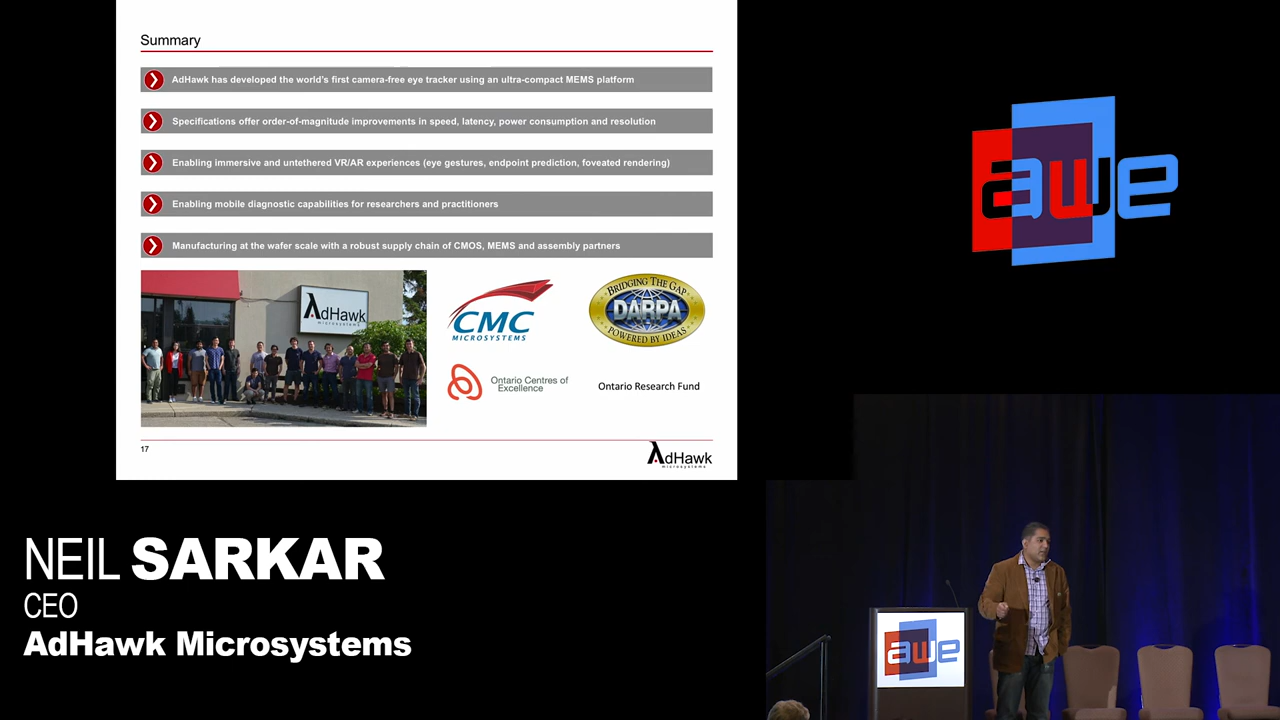 Summary
AdHawk has developed the world's first camera-free eye tracker using an ultra-compact MEMS platform
Specifications offer order-of-magnitude improvements in speed, latency, power consumption and resolution
Enabling immersive and untethered VR/AR experiences (eye gestures, endpoint prediction, foveated rendering)
Enabling mobile diagnostic capabilities for researchers and practitioners
Manufacturing at the wafer scale with a robust supply chain of CMOS, MEMS and assembly partners
AdHawk
microsystems
CMC
MICROSYSTEMS
BRIDGING THE GAP
DARPA
POWERED BY IDEAS
Ontario Centres of
Excellence
Ontario Research Fund
17
AdHawk
microsystems
awe
NEIL SARKAR
CEO
AdHawk Microsystems
awe